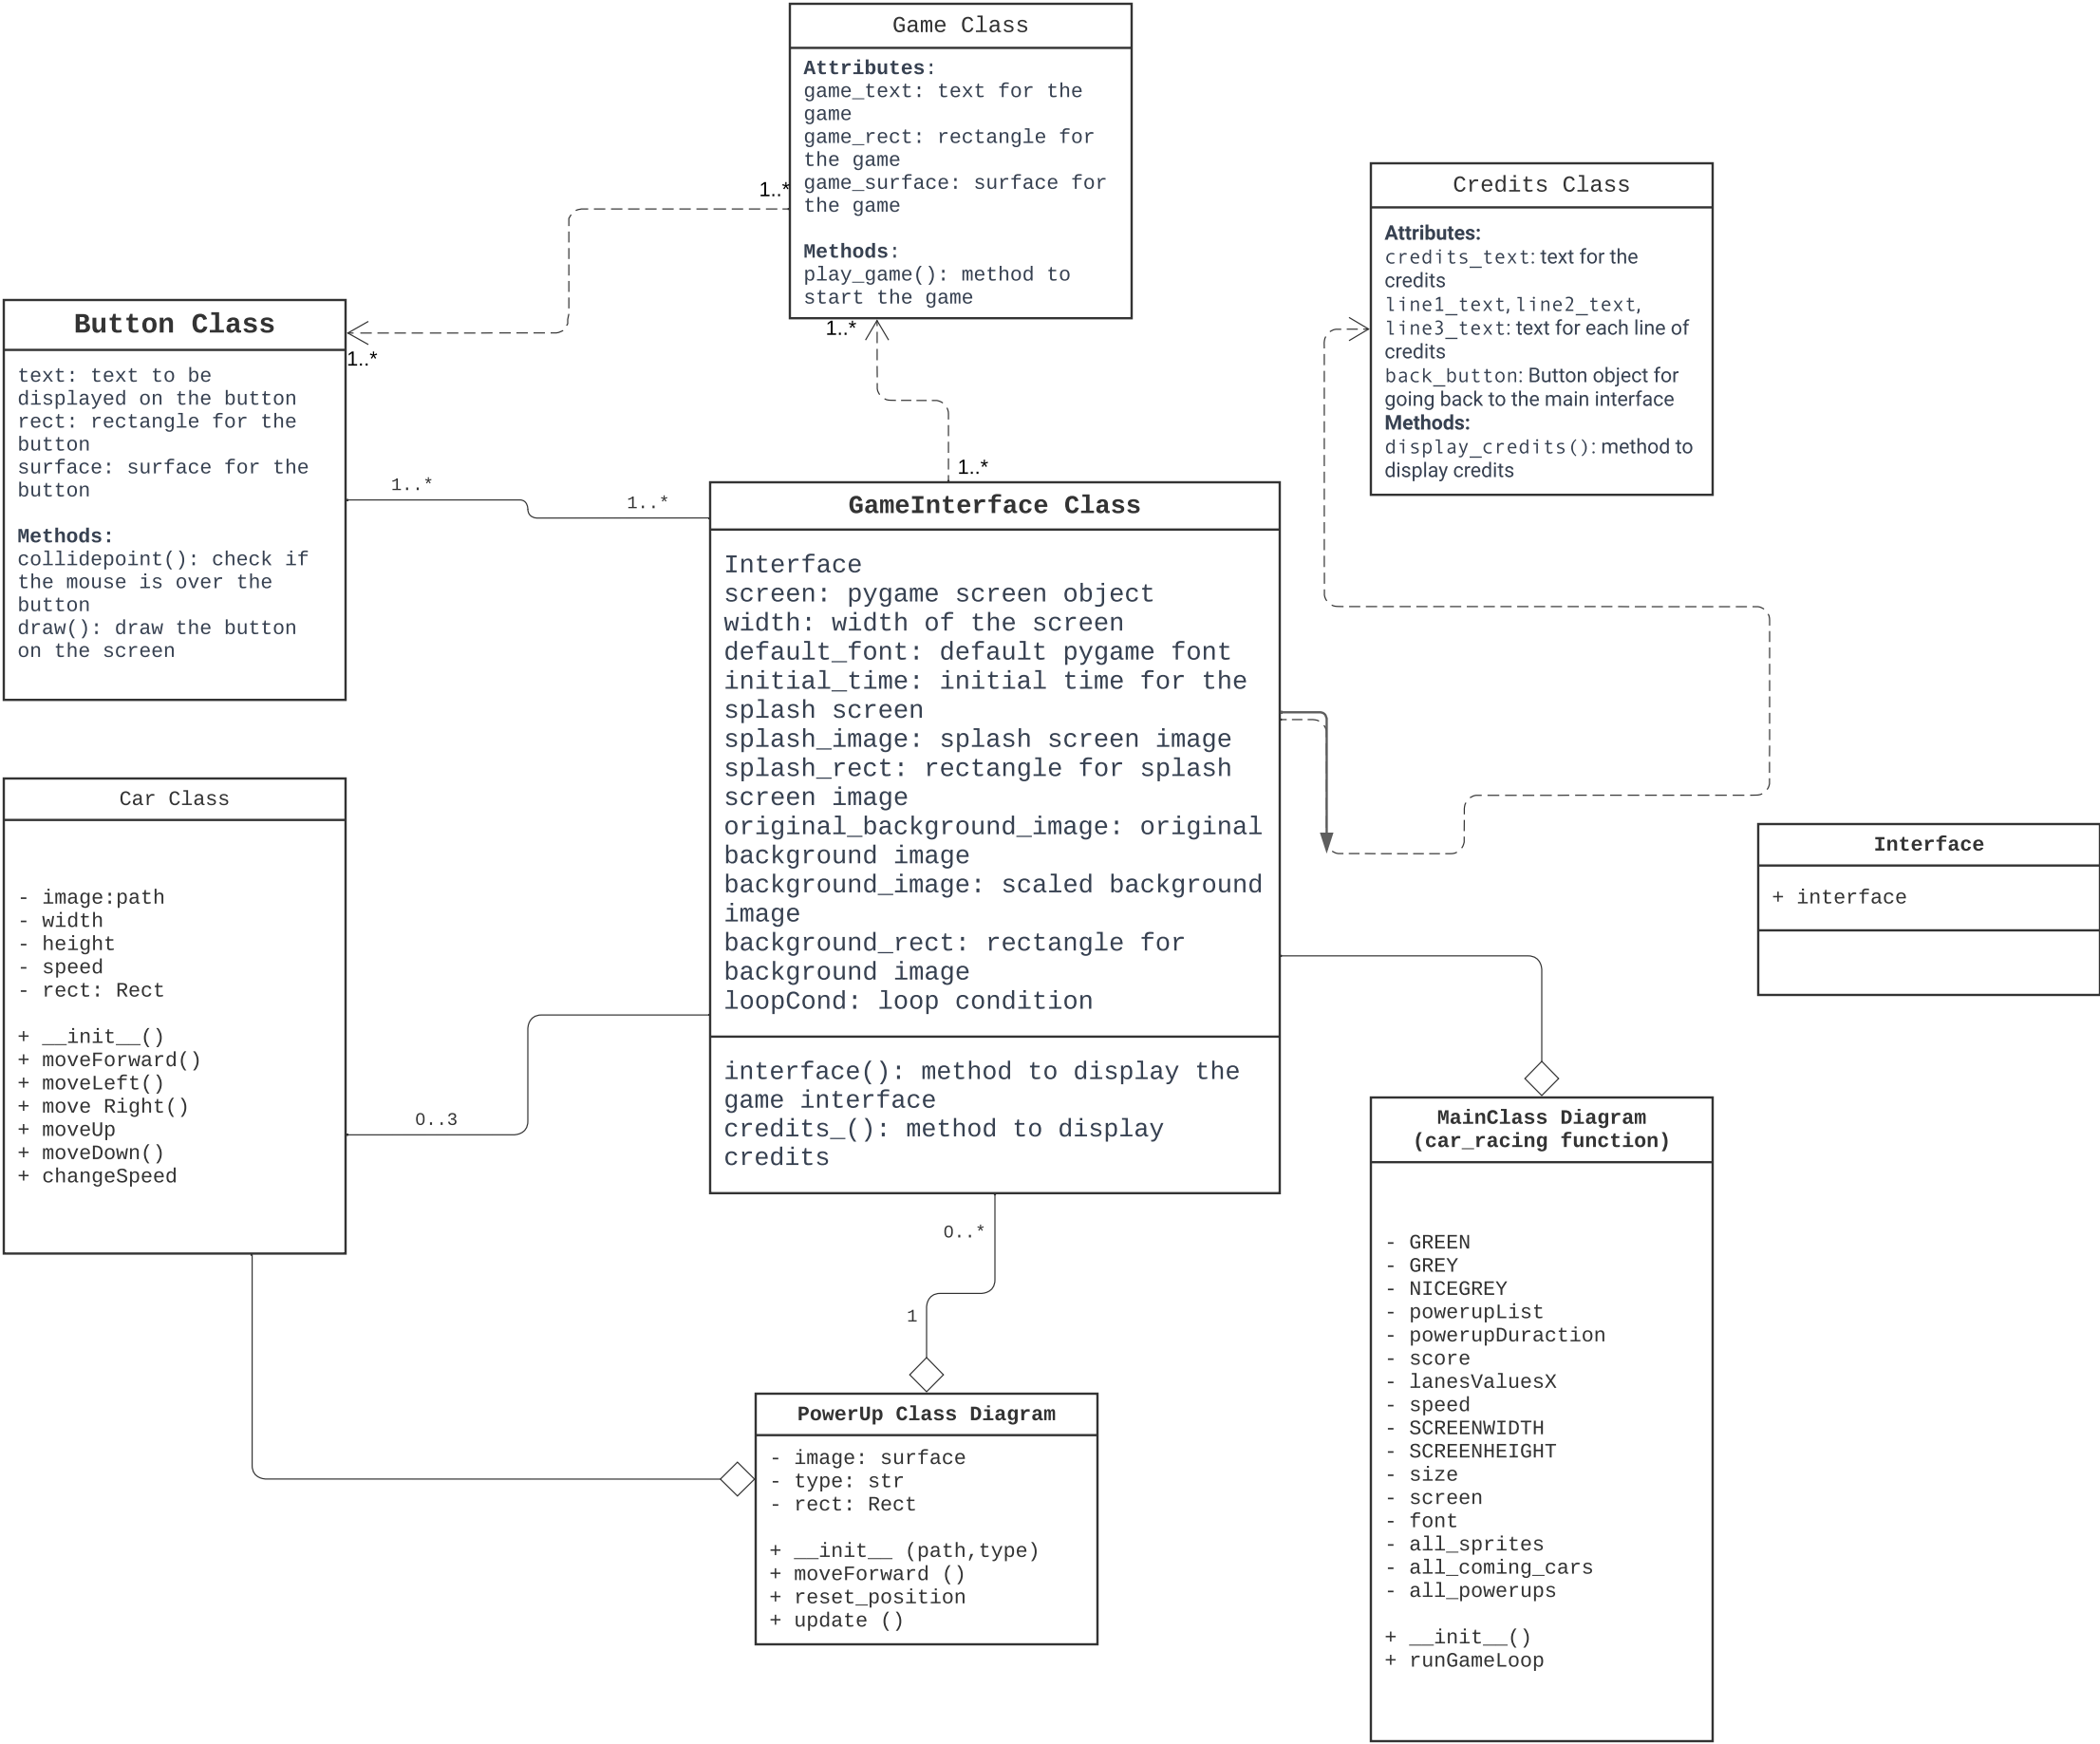 Game Class
Attributes:
game_text: text for the
game
game_rect: rectangle for
the game
game_surface: surface for
the game
Methods:
play_game(): method to
start the game
1..*
1..*
1..*
1..*
Credits Class
Attributes:
credits_text: text for the
credits
line1_text, line2_text,
line3_text: text for each line of
credits
back_button: Button object for
going back to the main interface
Methods:
display_credits(): method to
display credits
Button Class
text: text to be
displayed on the button
rect: rectangle for the
button
surface: surface for the
button
Methods:
collidepoint(): check if
the mouse is over the
button
draw(): draw the button
on the screen
1..*
1..*
GameInterface Class
Interface
screen: pygame screen object
width: width of the screen
default_font: default pygame font
initial_time: initial time for the
splash screen
splash_image: splash screen image
splash_rect: rectangle for splash
screen image
original_background_image: original
background image
background_image: scaled background
image
background_rect: rectangle for
background image
loopCond: loop condition
interface(): method to display the
game interface
credits_(): method to display
credits
Car Class
- image:path
- width
- height
- speed
- rect: Rect
+ __init__()
+ moveForward()
+ moveLeft()
+ move Right()
+ moveUp
+ moveDown()
+ changeSpeed
0..3
Interface
+ interface
0..*
1
PowerUp Class Diagram
- image: surface
- type: str
- rect: Rect
+ __init__ (path,type)
+ moveForward ()
+ reset_position
+ update ()
MainClass Diagram
(car_racing function)
- GREEN
- GREY
- NICEGREY
- powerupList
- powerupDuraction
- score
- lanesValuesX
- speed
- SCREENWIDTH
- SCREENHEIGHT
- size
- screen
- font
- all_sprites
- all_coming_cars
- all_powerups
+ __init__()
+ runGameLoop